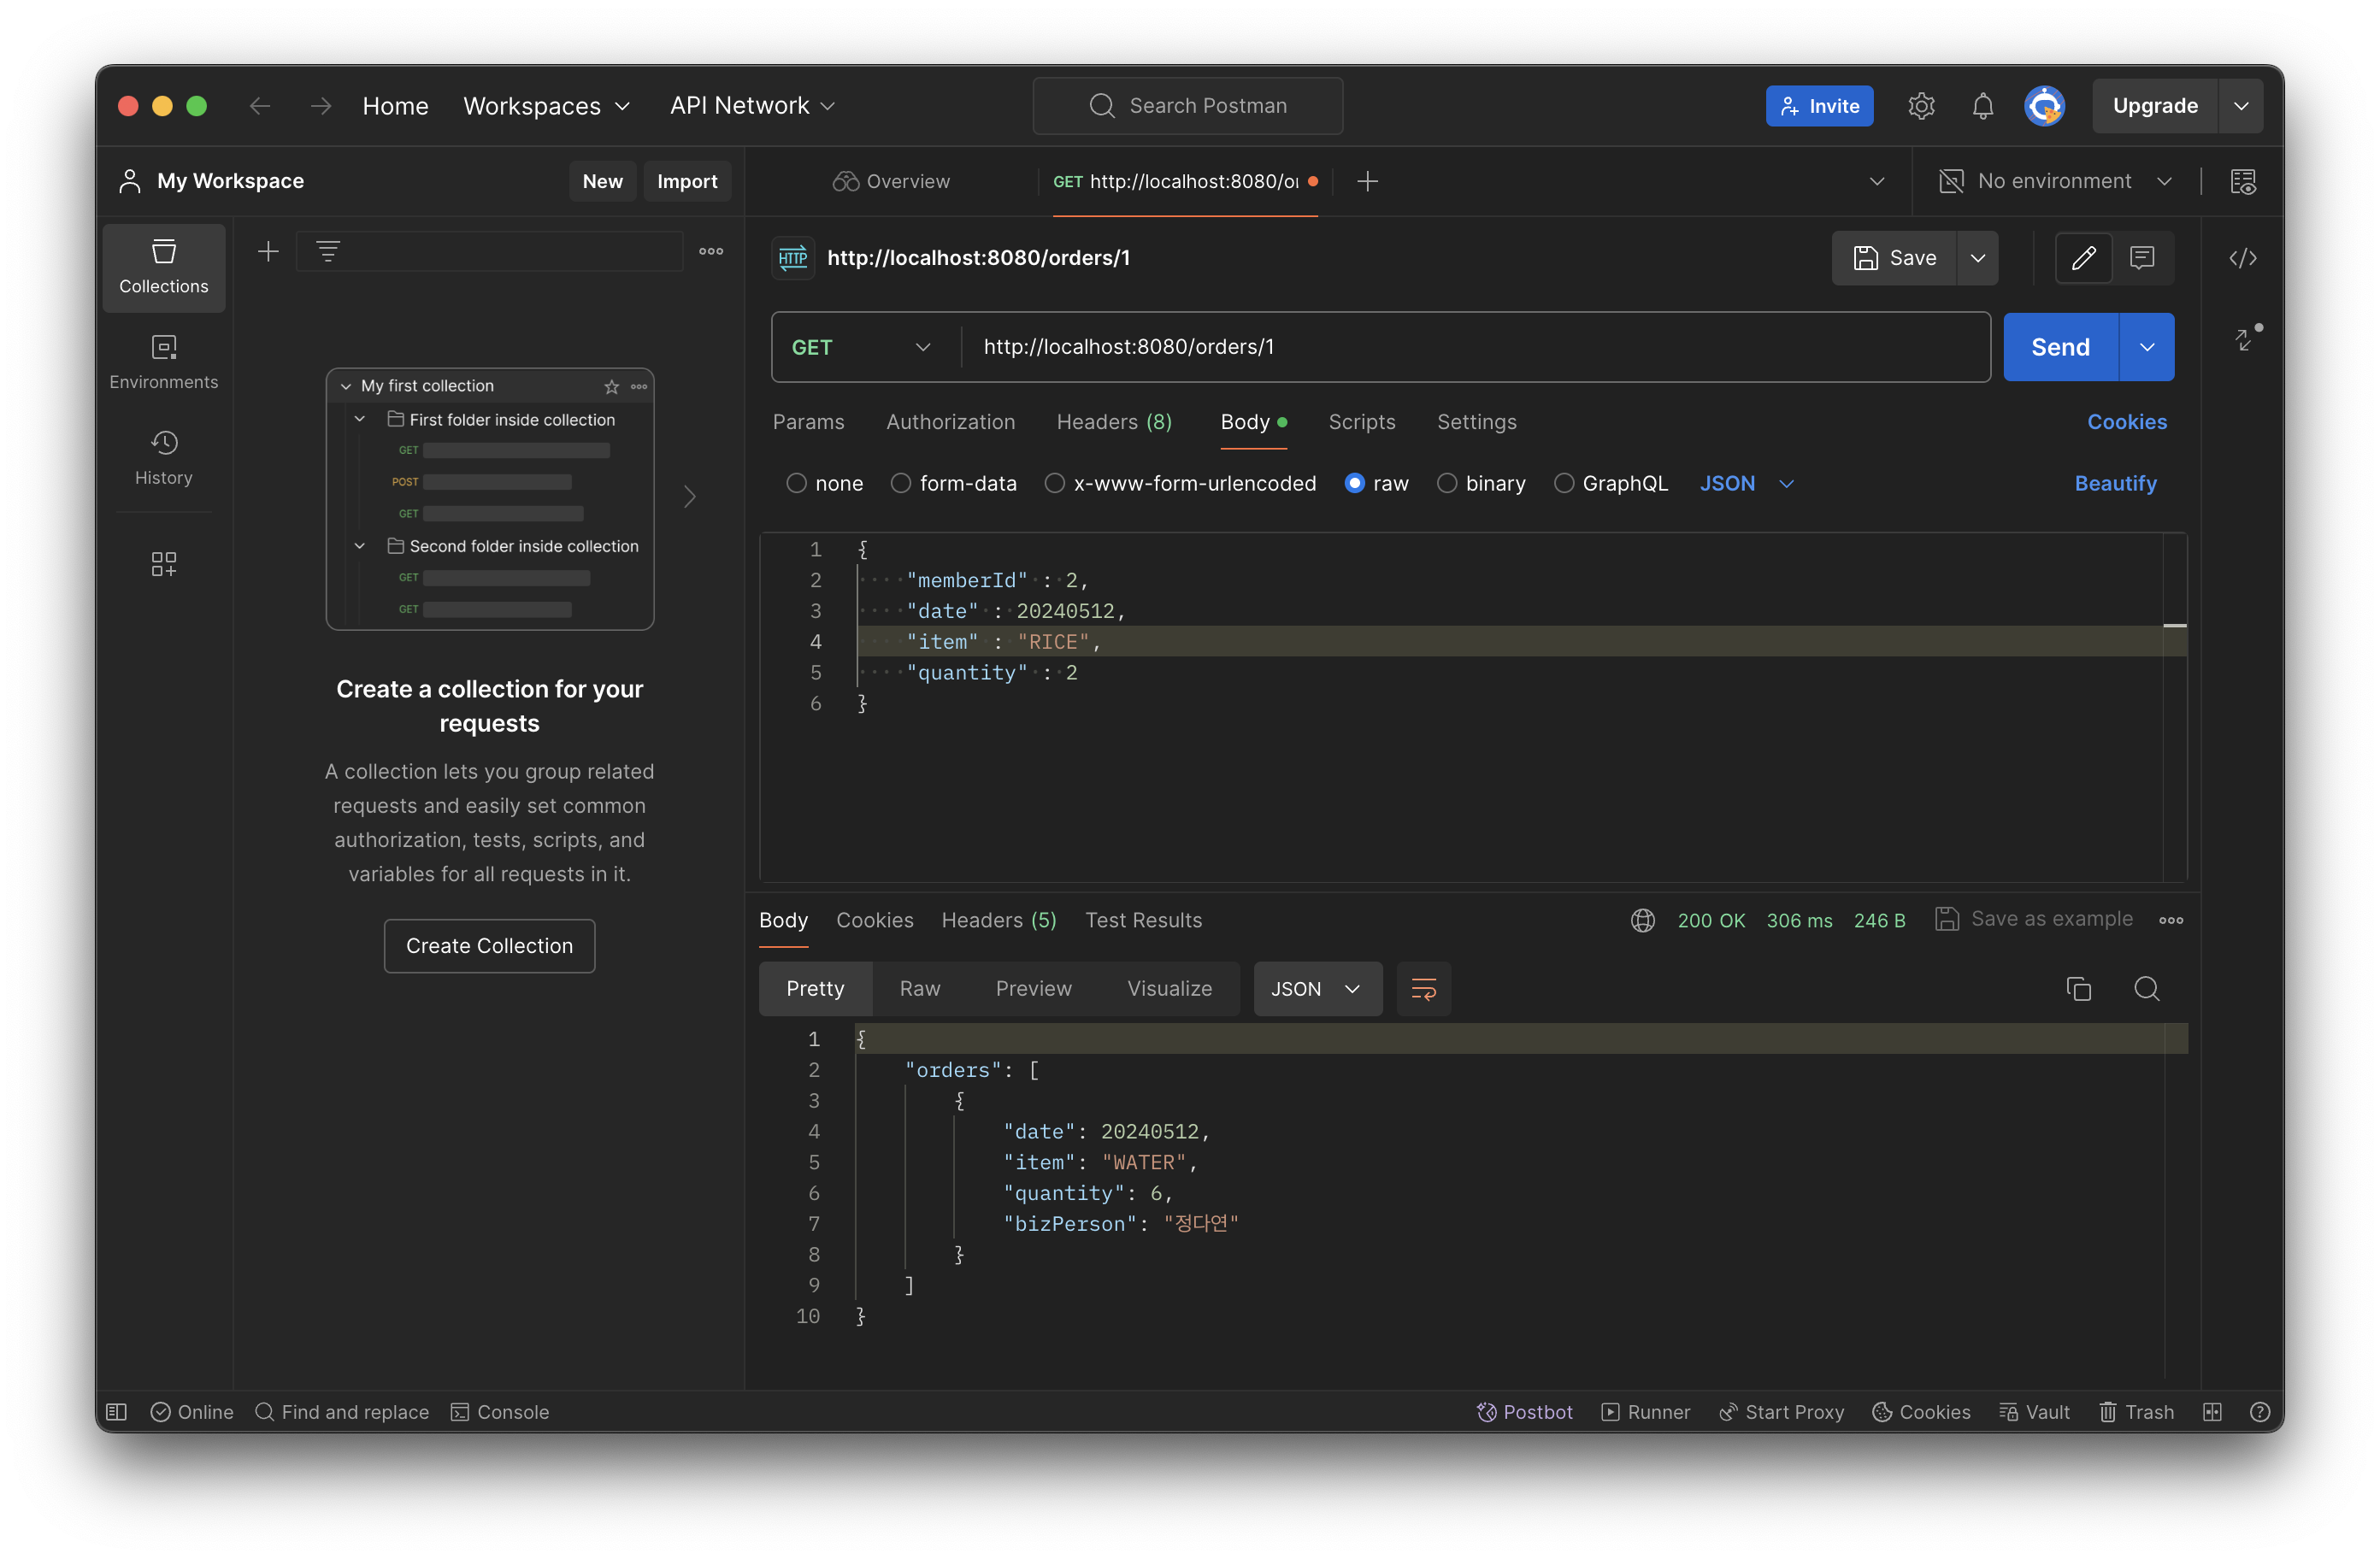 Home Workspaces API Network Search Postman Invite Upgrade
My Workspace New Import Overview GET http://localhost:8080/o No environment
Collections
Environments
History
My first collection
First folder inside collection
GET
POST
GET
Second folder inside collection
GET
GET
Create a collection for your
requests
A collection lets you group related
requests and easily set common
authorization, tests, scripts, and
variables for all requests in it.
Create Collection
HTTP http://localhost:8080/orders/1 Save
GET http://localhost:8080/orders/1 Send
Params Authorization Headers (8) Body Scripts Settings Cookies
none form-data x-www-form-urlencoded raw binary GraphQL JSON Beautify
1 {
2 "memberId" : 2,
3 "date" : 20240512,
4 "item" : "RICE",
5 "quantity" : 2
6 }
Body Cookies Headers (5) Test Results 200 OK 306 ms 246 B Save as example
Pretty Raw Preview Visualize JSON
1 {
2 "orders": [
3 {
4 "date": 20240512,
5 "item": "WATER",
6 "quantity": 6,
7 "bizPerson": "정다연"
8 }
9 ]
10 }
Online Find and replace Console Postbot Runner Start Proxy Cookies Vault Trash